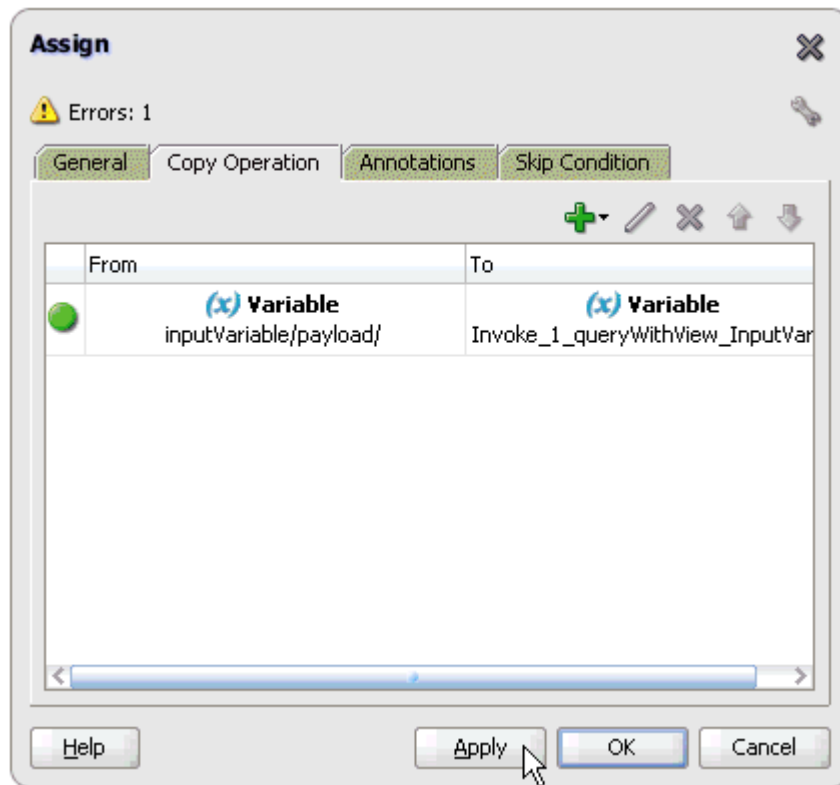 Assign
Errors: 1
General Copy Operation Annotations Skip Condition
From To
(x) Variable (x) Variable
inputVariable/payload/ Invoke_1_queryWithView_InputVar
Help Apply OK Cancel